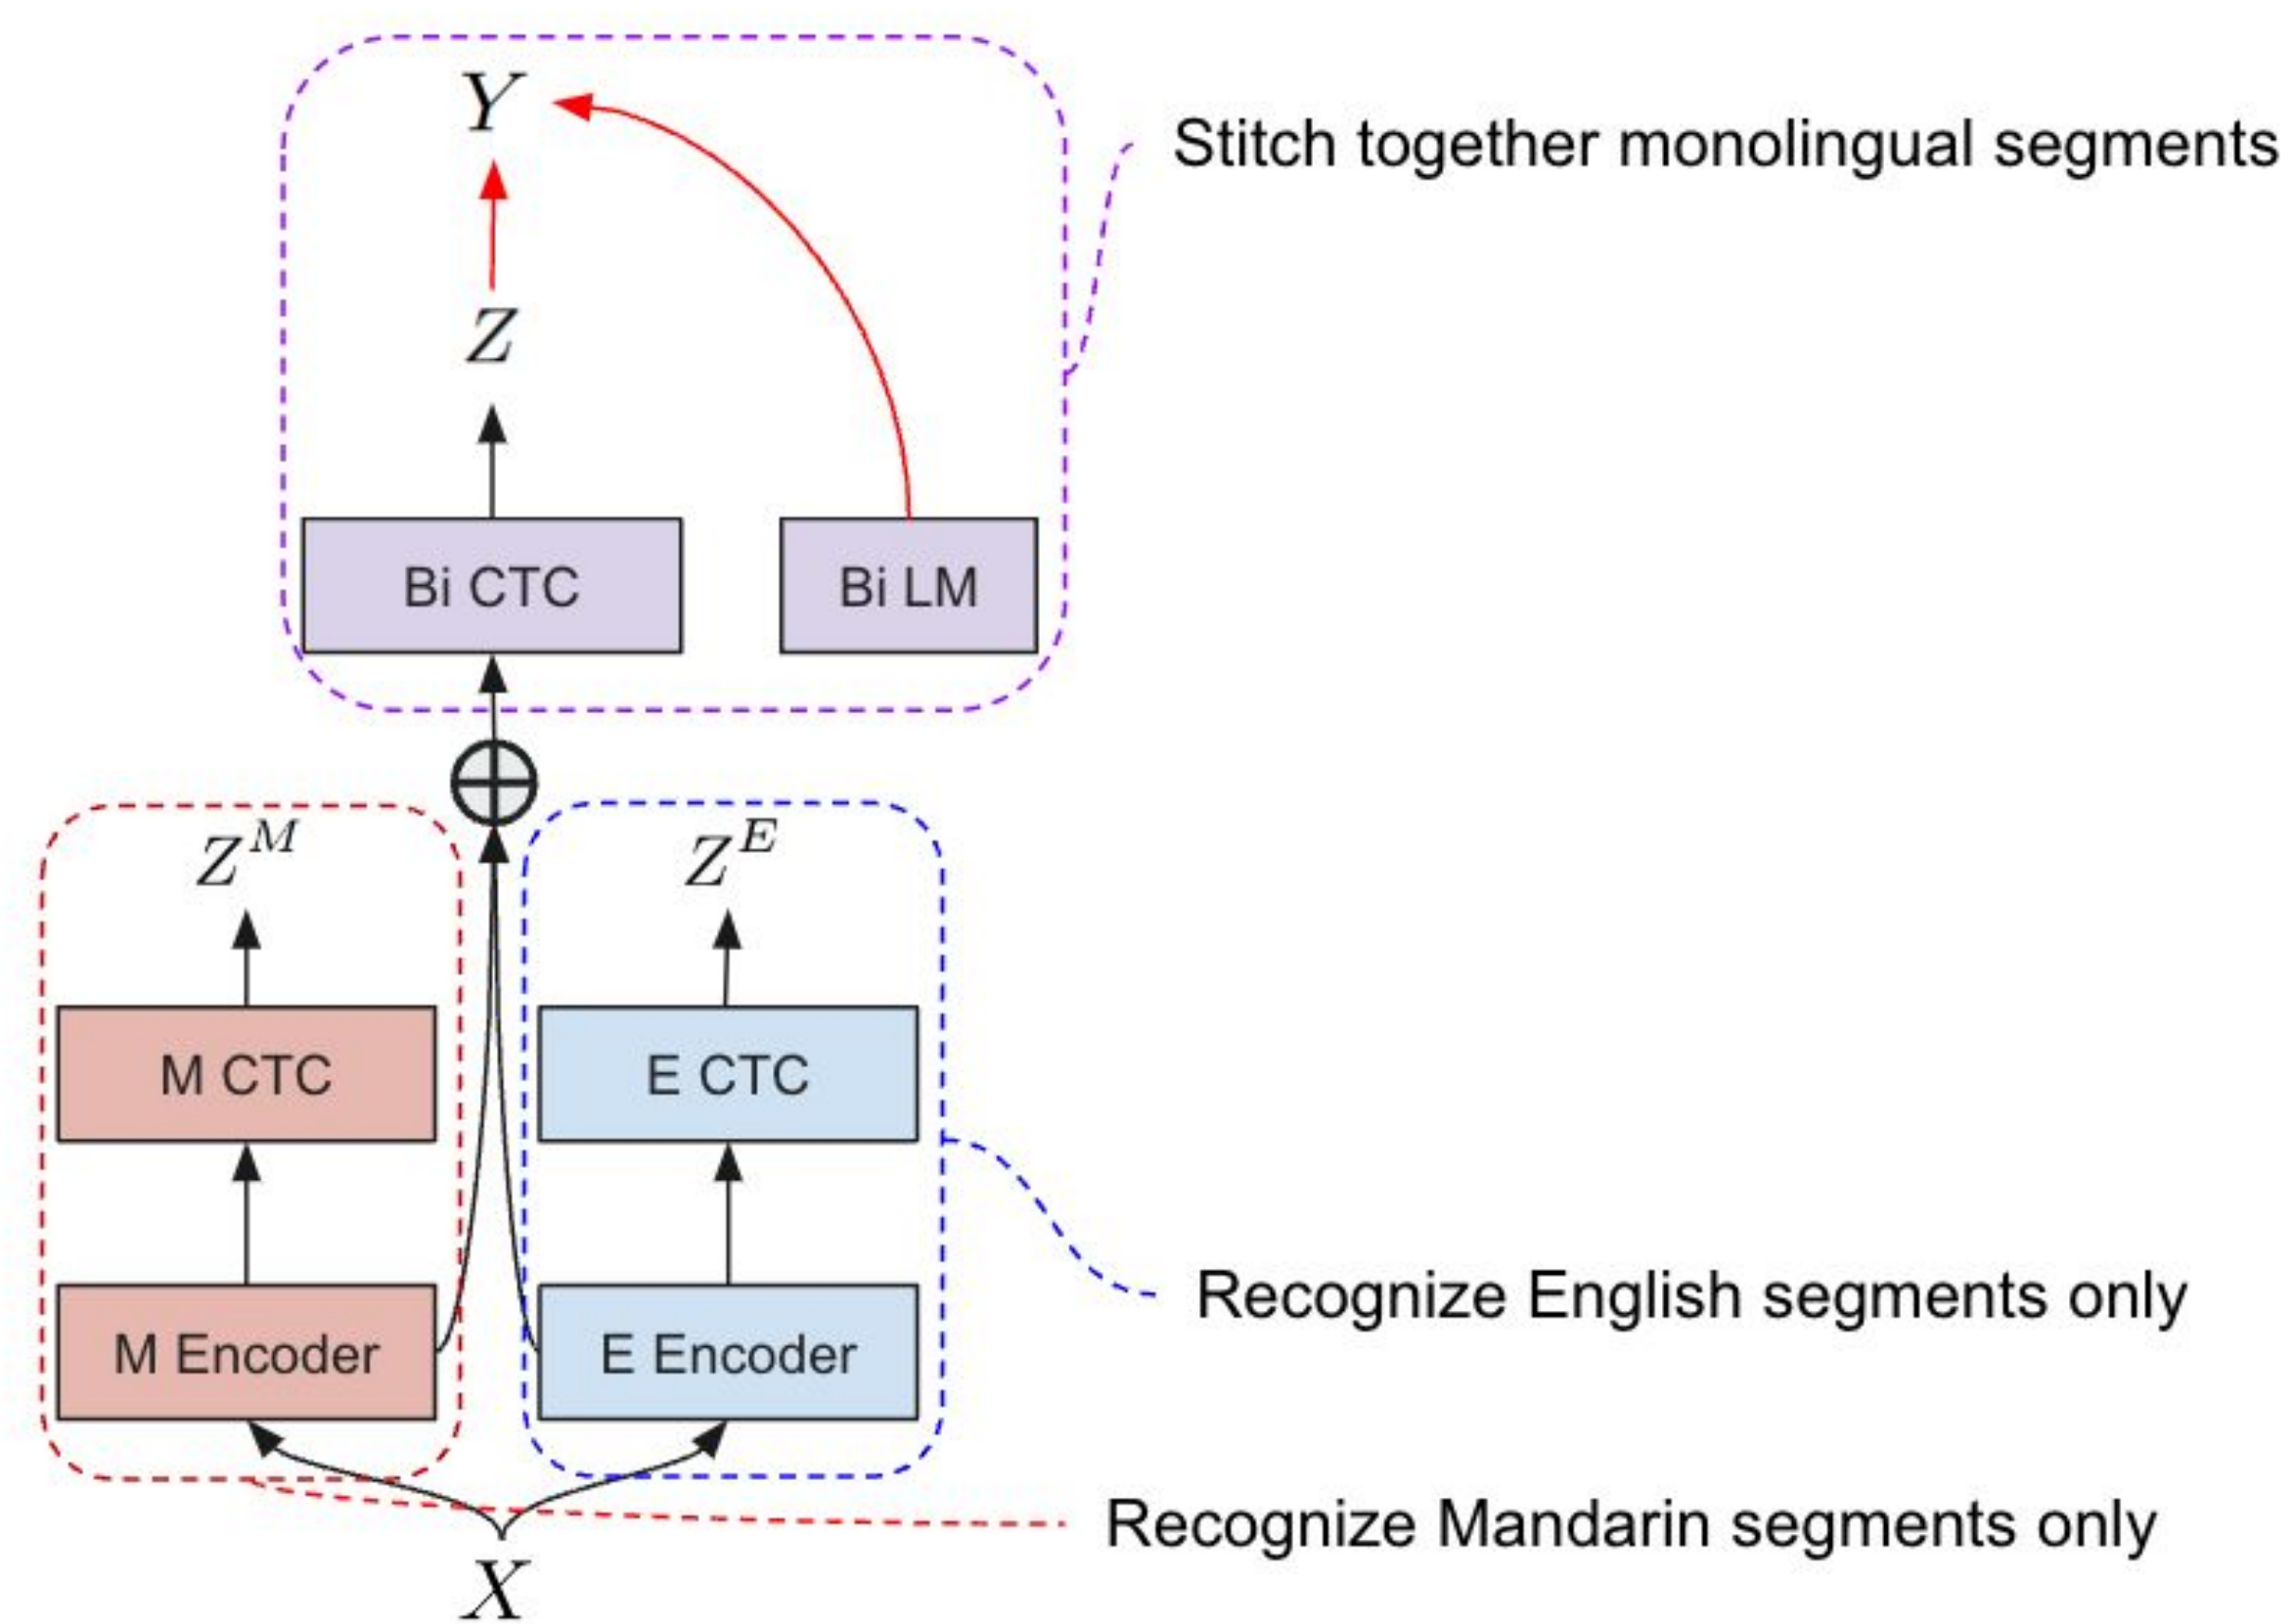 Y
Stitch together monolingual segments
Z
Bi CTC
Bi LM
Z^M
Z^E
M CTC
E CTC
M Encoder
E Encoder
Recognize English segments only
Recognize Mandarin segments only
X